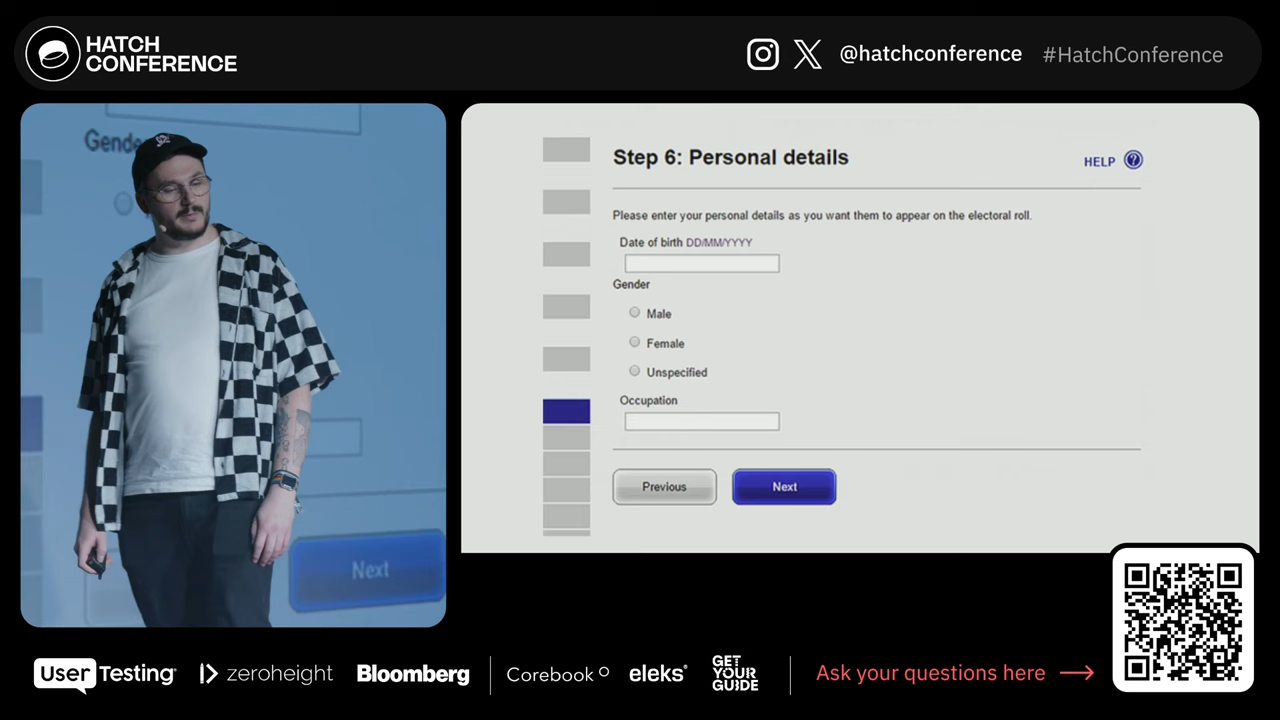 HATCH
CONFERENCE
@hatchconference #HatchConference
Gende
Next
Step 6: Personal details
HELP ?
Please enter your personal details as you want them to appear on the electoral roll.
Date of birth DD/MM/YYYY
Gender
Male
Female
Unspecified
Occupation
Previous Next
UserTesting zeroheight Bloomberg Corebook eleks GET YOUR GUIDE
Ask your questions here